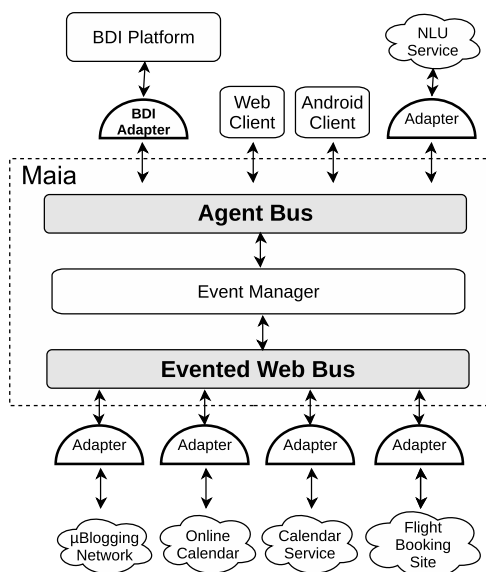 BDI Platform
NLU
Service
BDI
Adapter
Web
Client
Android
Client
Adapter
Maia
Agent Bus
Event Manager
Evented Web Bus
Adapter
Adapter
Adapter
Adapter
µBlogging
Network
Online
Calendar
Calendar
Service
Flight
Booking
Site